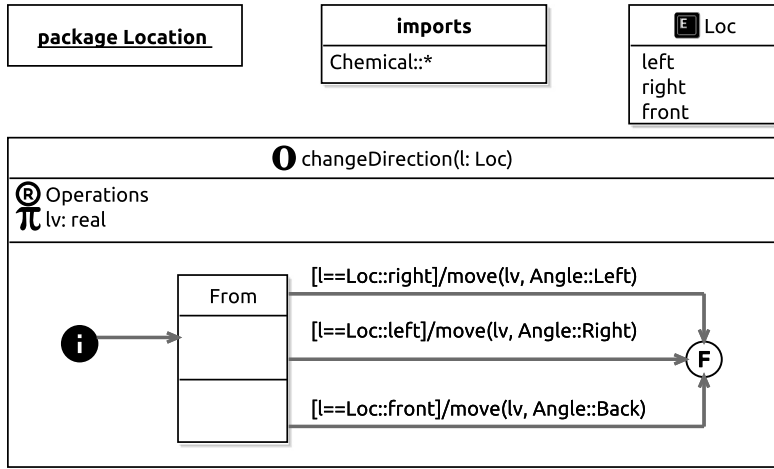 package Location
imports
Chemical::*
E Loc
left
right
front
O changeDirection(l: Loc)
R Operations
π lv: real
[l==Loc::right]/move(lv, Angle::Left)
From
[l==Loc::left]/move(lv, Angle::Right)
i
F
[l==Loc::front]/move(lv, Angle::Back)